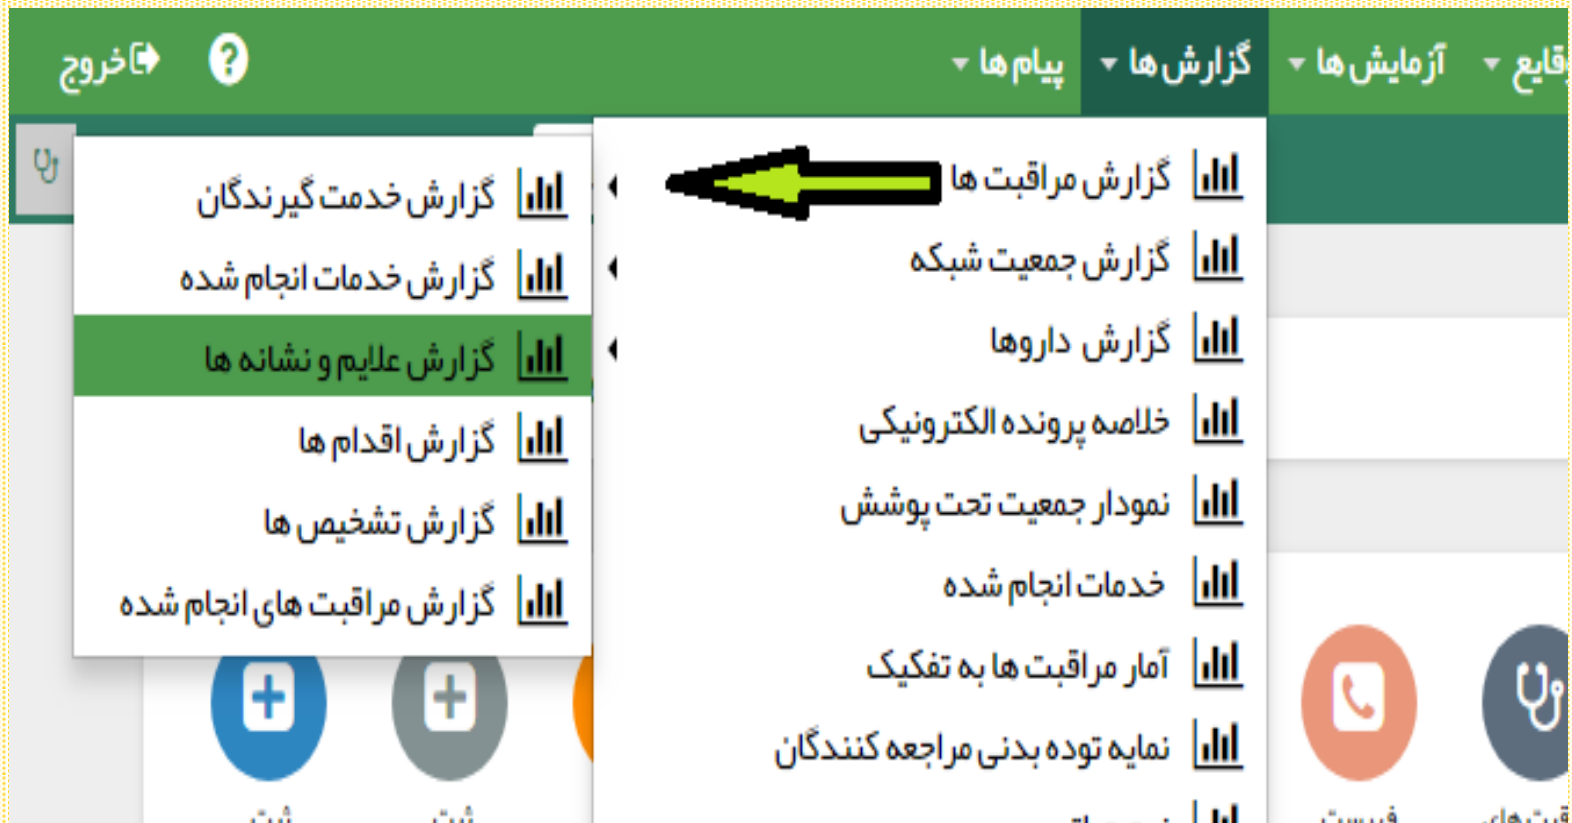 وقایع
آزمایش ها
گزارش ها
پیام ها
?
خروج
گزارش مراقبت ها
گزارش جمعیت شبکه
گزارش داروها
خلاصه پرونده الکترونیکی
نمودار جمعیت تحت پوشش
خدمات انجام شده
آمار مراقبت ها به تفکیک
نمایه توده بدنی مراجعه کنندگان
گزارش خدمت گیرندگان
گزارش خدمات انجام شده
گزارش علایم و نشانه ها
گزارش اقدام ها
گزارش تشخیص ها
گزارش مراقبت های انجام شده
فهرست
ثبت
ثبت